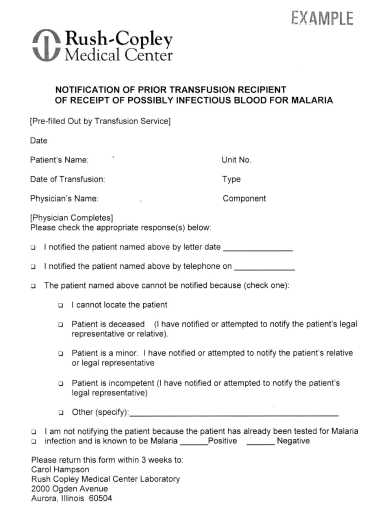 EXAMPLE
Rush-Copley
Medical Center
NOTIFICATION OF PRIOR TRANSFUSION RECIPIENT
OF RECEIPT OF POSSIBLY INFECTIOUS BLOOD FOR MALARIA
[Pre-filled Out by Transfusion Service]
Date
Patient's Name: Unit No.
Date of Transfusion: Type
Physician's Name: Component
[Physician Completes]
Please check the appropriate response(s) below:
I notified the patient named above by letter date ____________
I notified the patient named above by telephone on ____________
The patient named above cannot be notified because (check one):
I cannot locate the patient
Patient is deceased (I have notified or attempted to notify the patient's legal
representative or relative).
Patient is a minor. I have notified or attempted to notify the patient's relative
or legal representative
Patient is incompetent (I have notified or attempted to notify the patient's
legal representative)
Other (specify):____________
I am not notifying the patient because the patient has already been tested for Malaria
infection and is known to be Malaria _____Positive _____ Negative
Please return this form within 3 weeks to:
Carol Hampson
Rush Copley Medical Center Laboratory
2000 Ogden Avenue
Aurora, Illinois 60504